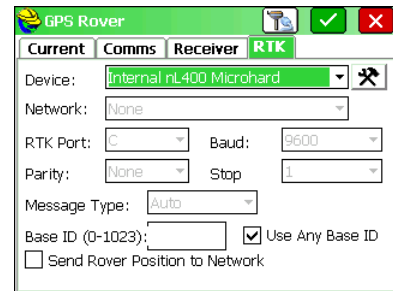 GPS Rover
Current Comms Receiver RTK
Device: Internal nL400 Microhard
Network: None
RTK Port: C Baud: 9600
Parity: None Stop 1
Message Type: Auto
Base ID (0-1023): Use Any Base ID
Send Rover Position to Network